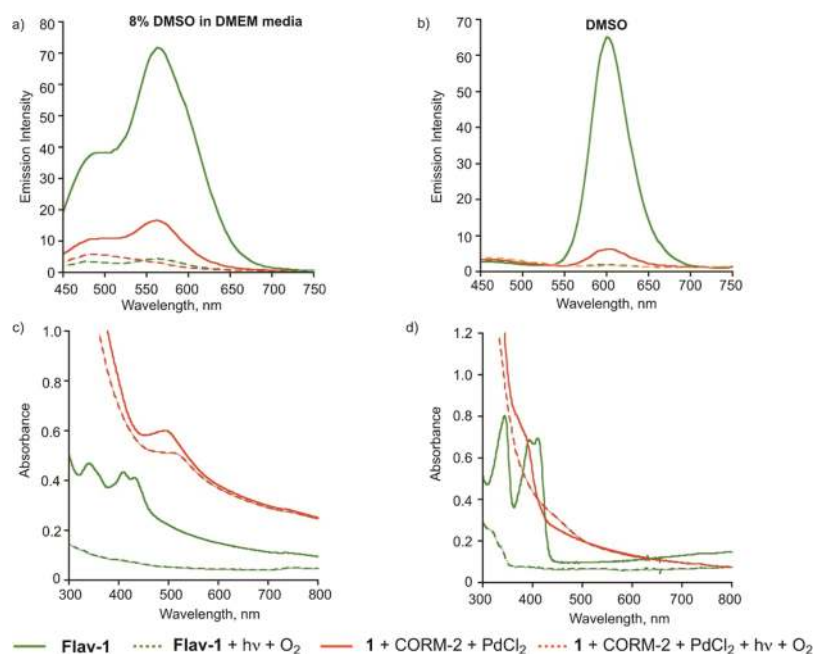 a)
8% DMSO in DMEM media
80
70
60
50
40
30
20
10
0
Emission Intensity
450 500 550 600 650 700 750
Wavelength, nm
b)
DMSO
70
60
50
40
30
20
10
0
Emission Intensity
450 500 550 600 650 700 750
Wavelength, nm
c)
1.0
0.8
0.6
0.4
0.2
0
Absorbance
300 400 500 600 700 800
Wavelength, nm
d)
1.2
1.0
0.8
0.6
0.4
0.2
0
Absorbance
300 400 500 600 700 800
Wavelength, nm
Flav-1 Flav-1 + hν + O₂ 1 + CORM-2 + PdCl₂ 1 + CORM-2 + PdCl₂ + hν + O₂